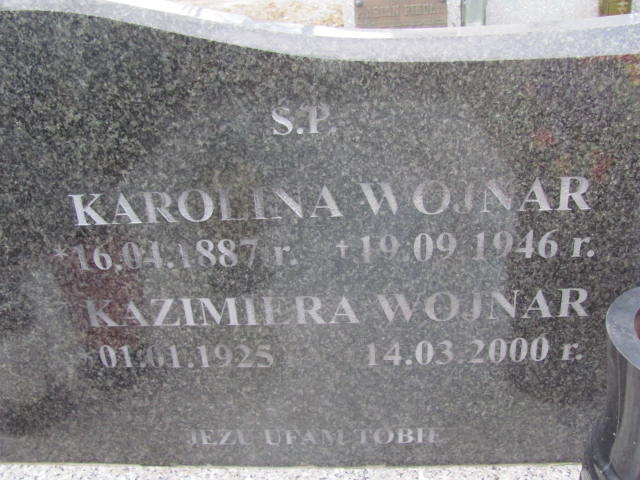 Ś.P.
KAROLINA WOJNAR
*16.04.1887 r. +19.09.1946 r.
KAZIMIERA WOJNAR
*01.01.1925 14.03.2000 r.
JEZU UFAM TOBIE